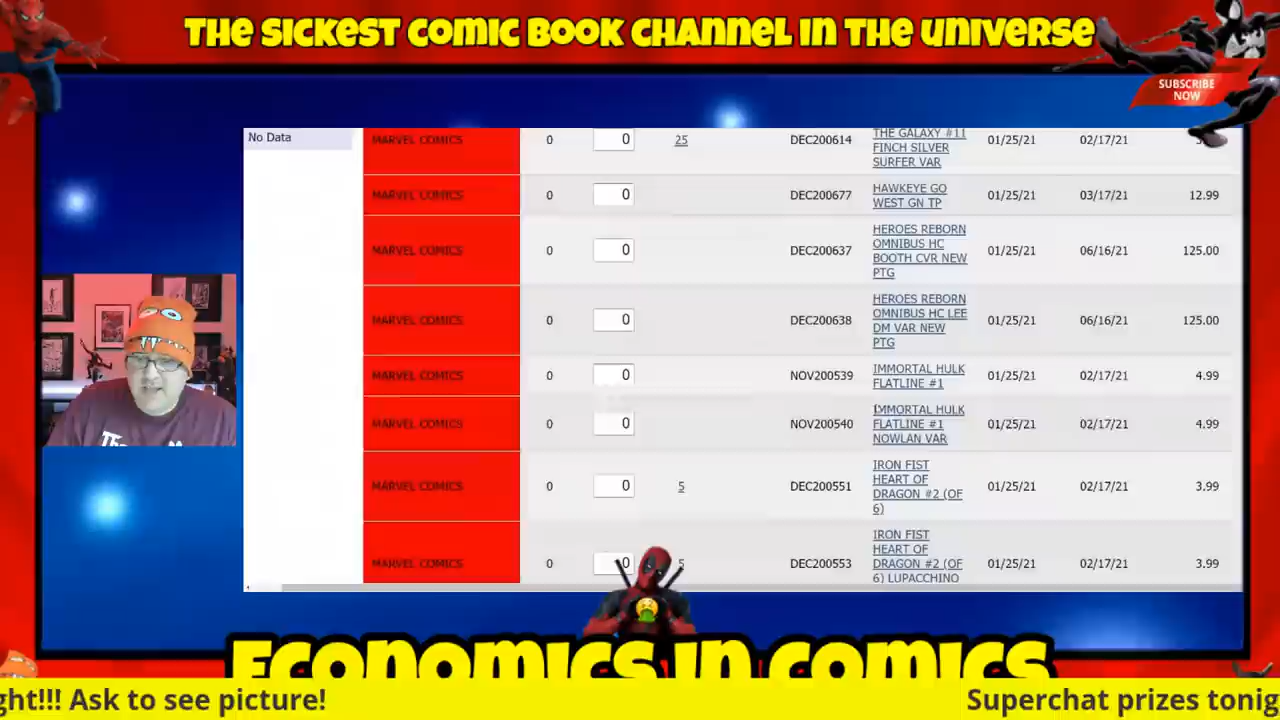 THE SICKEST COMIC BOOK CHANNEL IN THE UNIVERSE
SUBSCRIBE
NOW
No Data
MARVEL COMICS 0 0 25 DEC200614 THE GALAXY #11
FINCH SILVER
SURFER VAR 01/25/21 02/17/21
MARVEL COMICS 0 0 DEC200677 HAWKEYE GO
WEST GN TP 01/25/21 03/17/21 12.99
MARVEL COMICS 0 0 DEC200637 HEROES REBORN
OMNIBUS HC
BOOTH CVR NEW
PTG 01/25/21 06/16/21 125.00
MARVEL COMICS 0 0 DEC200638 HEROES REBORN
OMNIBUS HC LEE
DM VAR NEW
PTG 01/25/21 06/16/21 125.00
MARVEL COMICS 0 0 NOV200539 IMMORTAL HULK
FLATLINE #1 01/25/21 02/17/21 4.99
MARVEL COMICS 0 0 NOV200540 IMMORTAL HULK
FLATLINE #1
NOWLAN VAR 01/25/21 02/17/21 4.99
MARVEL COMICS 0 0 5 DEC200551 IRON FIST
HEART OF
DRAGON #2 (OF
6) 01/25/21 02/17/21 3.99
MARVEL COMICS 0 0 5 DEC200553 IRON FIST
HEART OF
DRAGON #2 (OF
6) LUPACCHINO 01/25/21 02/17/21 3.99
ECONOMICS IN COMICS
ght!!! Ask to see picture! Superchat prizes tonig